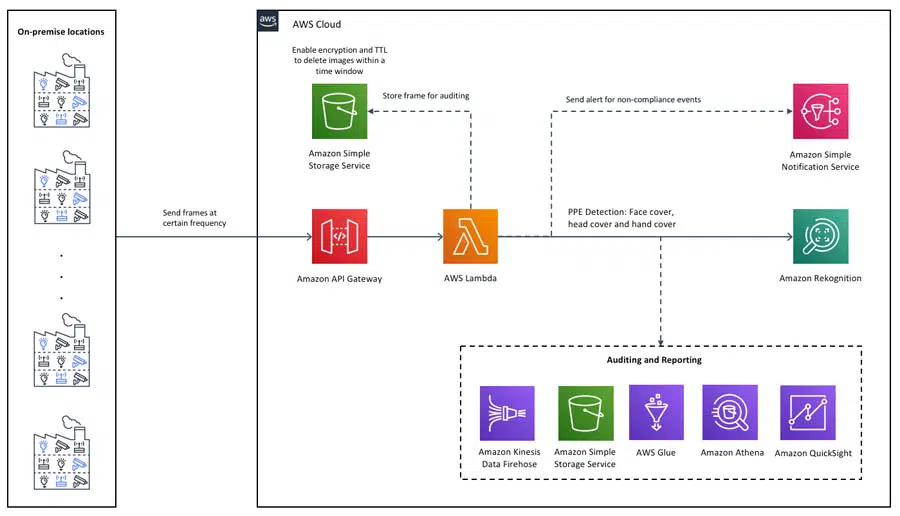 On-premise locations
aws
AWS Cloud
Enable encryption and TTL
to delete images within a
time window
Store frame for auditing
Send alert for non-compliance events
Amazon Simple
Storage Service
Amazon Simple
Notification Service
Send frames at
certain frequency
PPE Detection: Face cover,
head cover and hand cover
Amazon API Gateway
AWS Lambda
Amazon Rekognition
Auditing and Reporting
Amazon Kinesis
Data Firehose
Amazon Simple
Storage Service
AWS Glue
Amazon Athena
Amazon QuickSight